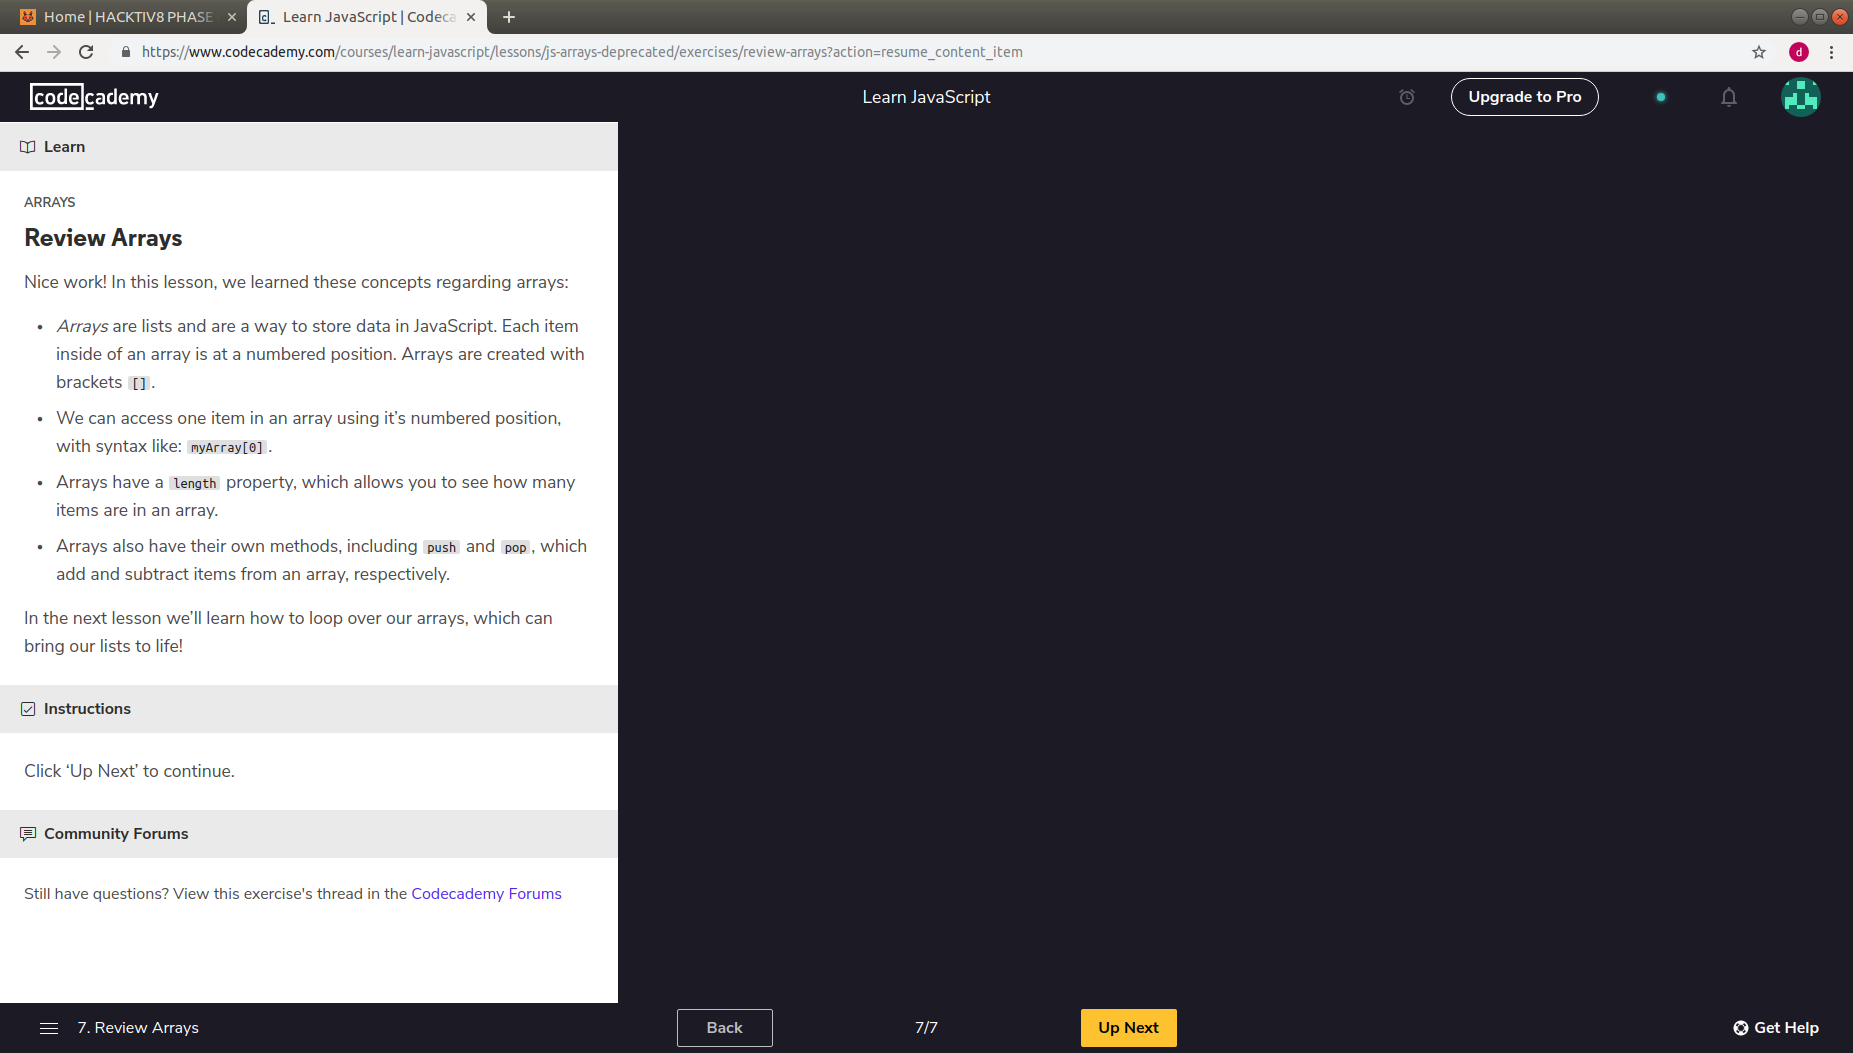 Home | HACKTIV8 PHASE
Learn JavaScript | Codeca
https://www.codecademy.com/courses/learn-javascript/lessons/js-arrays-deprecated/exercises/review-arrays?action=resume_content_item
d
codecademy
Learn JavaScript
Upgrade to Pro
Learn
ARRAYS
Review Arrays
Nice work! In this lesson, we learned these concepts regarding arrays:
• Arrays are lists and are a way to store data in JavaScript. Each item
inside of an array is at a numbered position. Arrays are created with
brackets [].
• We can access one item in an array using it’s numbered position,
with syntax like: myArray[0].
• Arrays have a length property, which allows you to see how many
items are in an array.
• Arrays also have their own methods, including push and pop, which
add and subtract items from an array, respectively.
In the next lesson we’ll learn how to loop over our arrays, which can
bring our lists to life!
Instructions
Click ‘Up Next’ to continue.
Community Forums
Still have questions? View this exercise's thread in the Codecademy Forums
7. Review Arrays
Back
7/7
Up Next
Get Help